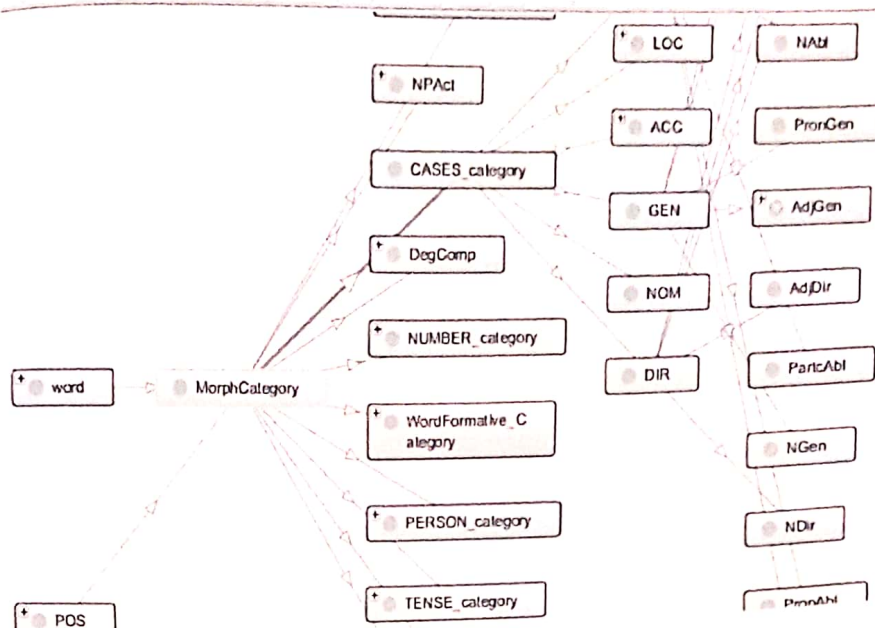 LOC
NAbl
NPAct
ACC
PronGen
CASES_category
GEN
AdjGen
DegComp
NOM
AdjDir
NUMBER_category
DIR
PartcAbl
word
MorphCategory
WordFormative_C
ategory
NGen
PERSON_category
NDir
TENSE_category
PronAbl
POS